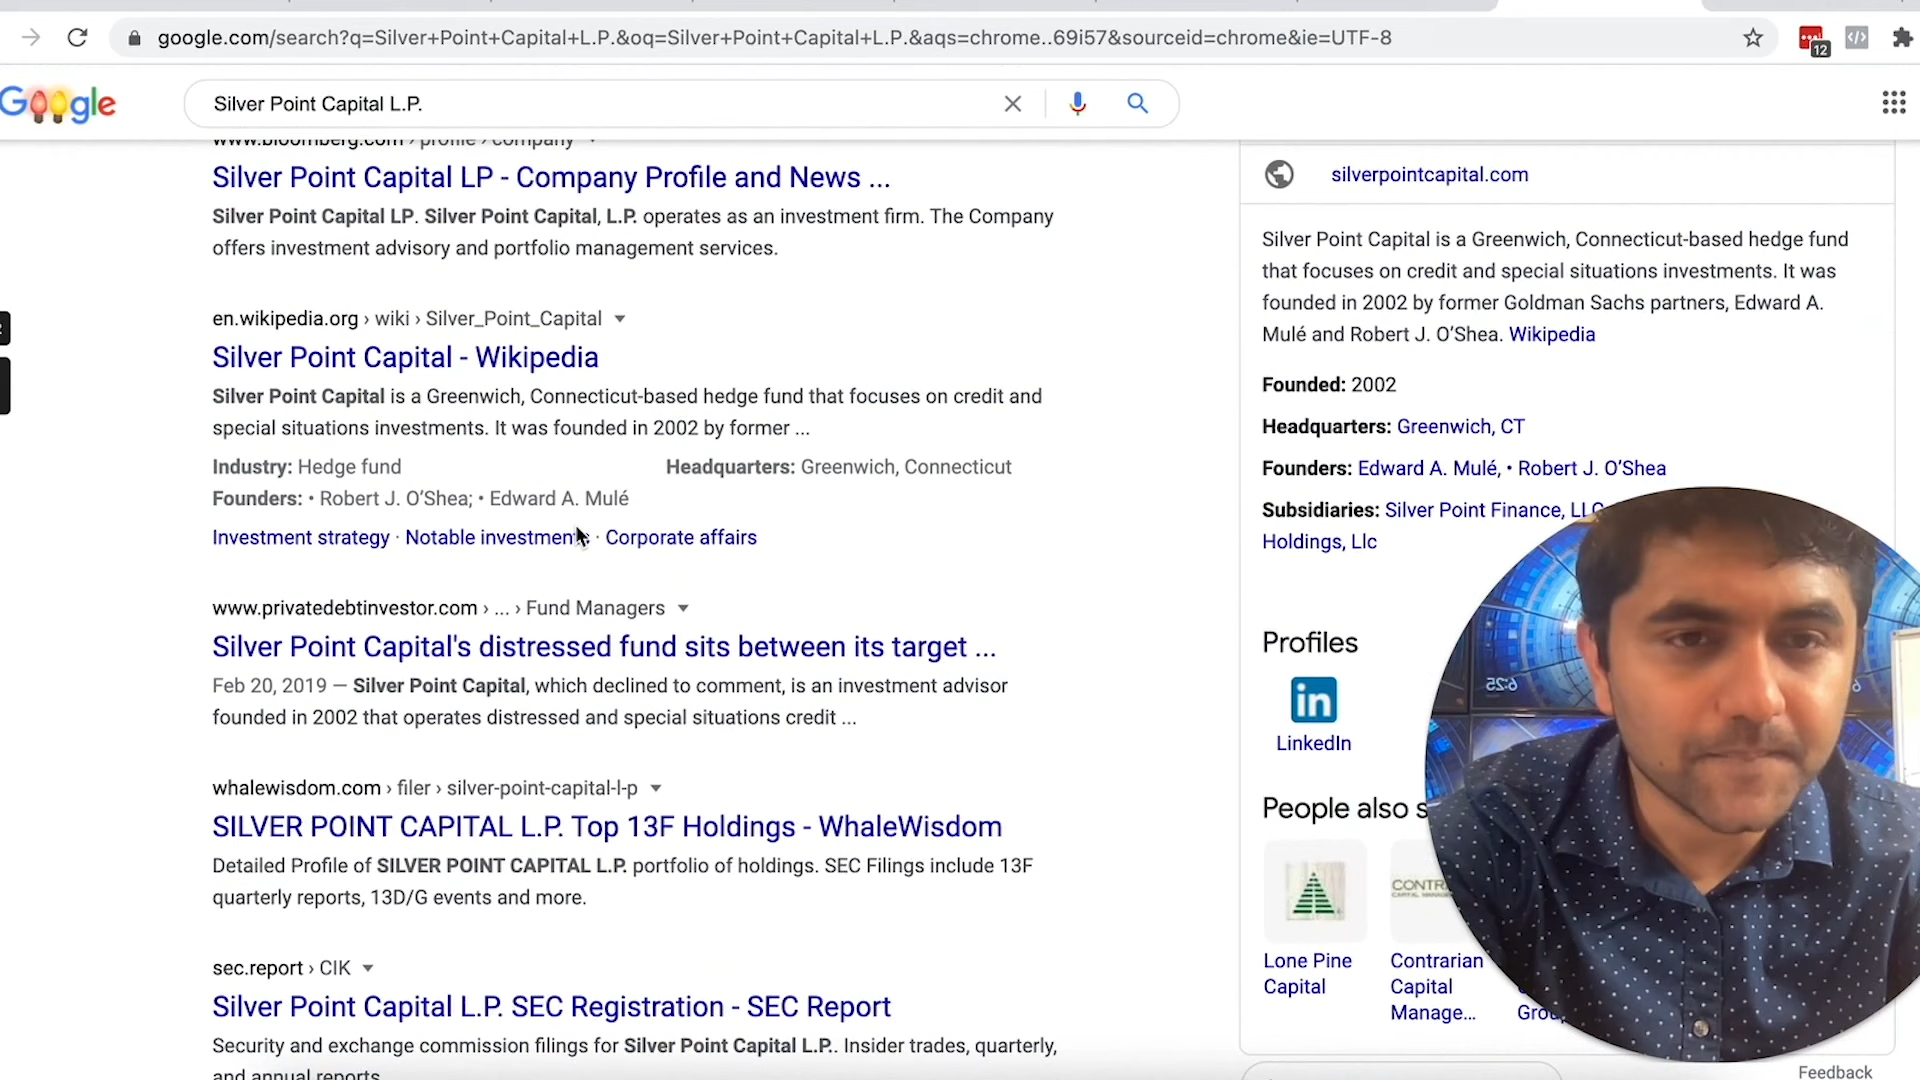 google.com/search?q=Silver+Point+Capital+L.P.&oq=Silver+Point+Capital+L.P.&aqs=chrome..69i57&sourceid=chrome&ie=UTF-8
12
Google
Silver Point Capital L.P.
www.bloomberg.com › profile › company
Silver Point Capital LP - Company Profile and News ...
Silver Point Capital LP. Silver Point Capital, L.P. operates as an investment firm. The Company
offers investment advisory and portfolio management services.
en.wikipedia.org › wiki › Silver_Point_Capital
Silver Point Capital - Wikipedia
Silver Point Capital is a Greenwich, Connecticut-based hedge fund that focuses on credit and
special situations investments. It was founded in 2002 by former ...
Industry: Hedge fund
Headquarters: Greenwich, Connecticut
Founders: • Robert J. O'Shea; • Edward A. Mulé
Investment strategy · Notable investments · Corporate affairs
www.privatedebtinvestor.com › ... › Fund Managers
Silver Point Capital's distressed fund sits between its target ...
Feb 20, 2019 — Silver Point Capital, which declined to comment, is an investment advisor
founded in 2002 that operates distressed and special situations credit ...
whalewisdom.com › filer › silver-point-capital-l-p
SILVER POINT CAPITAL L.P. Top 13F Holdings - WhaleWisdom
Detailed Profile of SILVER POINT CAPITAL L.P. portfolio of holdings. SEC Filings include 13F
quarterly reports, 13D/G events and more.
sec.report › CIK
Silver Point Capital L.P. SEC Registration - SEC Report
Security and exchange commission filings for Silver Point Capital L.P.. Insider trades, quarterly,
and annual reports
silverpointcapital.com
Silver Point Capital is a Greenwich, Connecticut-based hedge fund
that focuses on credit and special situations investments. It was
founded in 2002 by former Goldman Sachs partners, Edward A.
Mulé and Robert J. O'Shea. Wikipedia
Founded: 2002
Headquarters: Greenwich, CT
Founders: Edward A. Mulé, • Robert J. O'Shea
Subsidiaries: Silver Point Finance, LLC
Holdings, Llc
Profiles
in
LinkedIn
6:25
People also s
Lone Pine
Capital
Contrarian
Capital
Manage...
Feedback